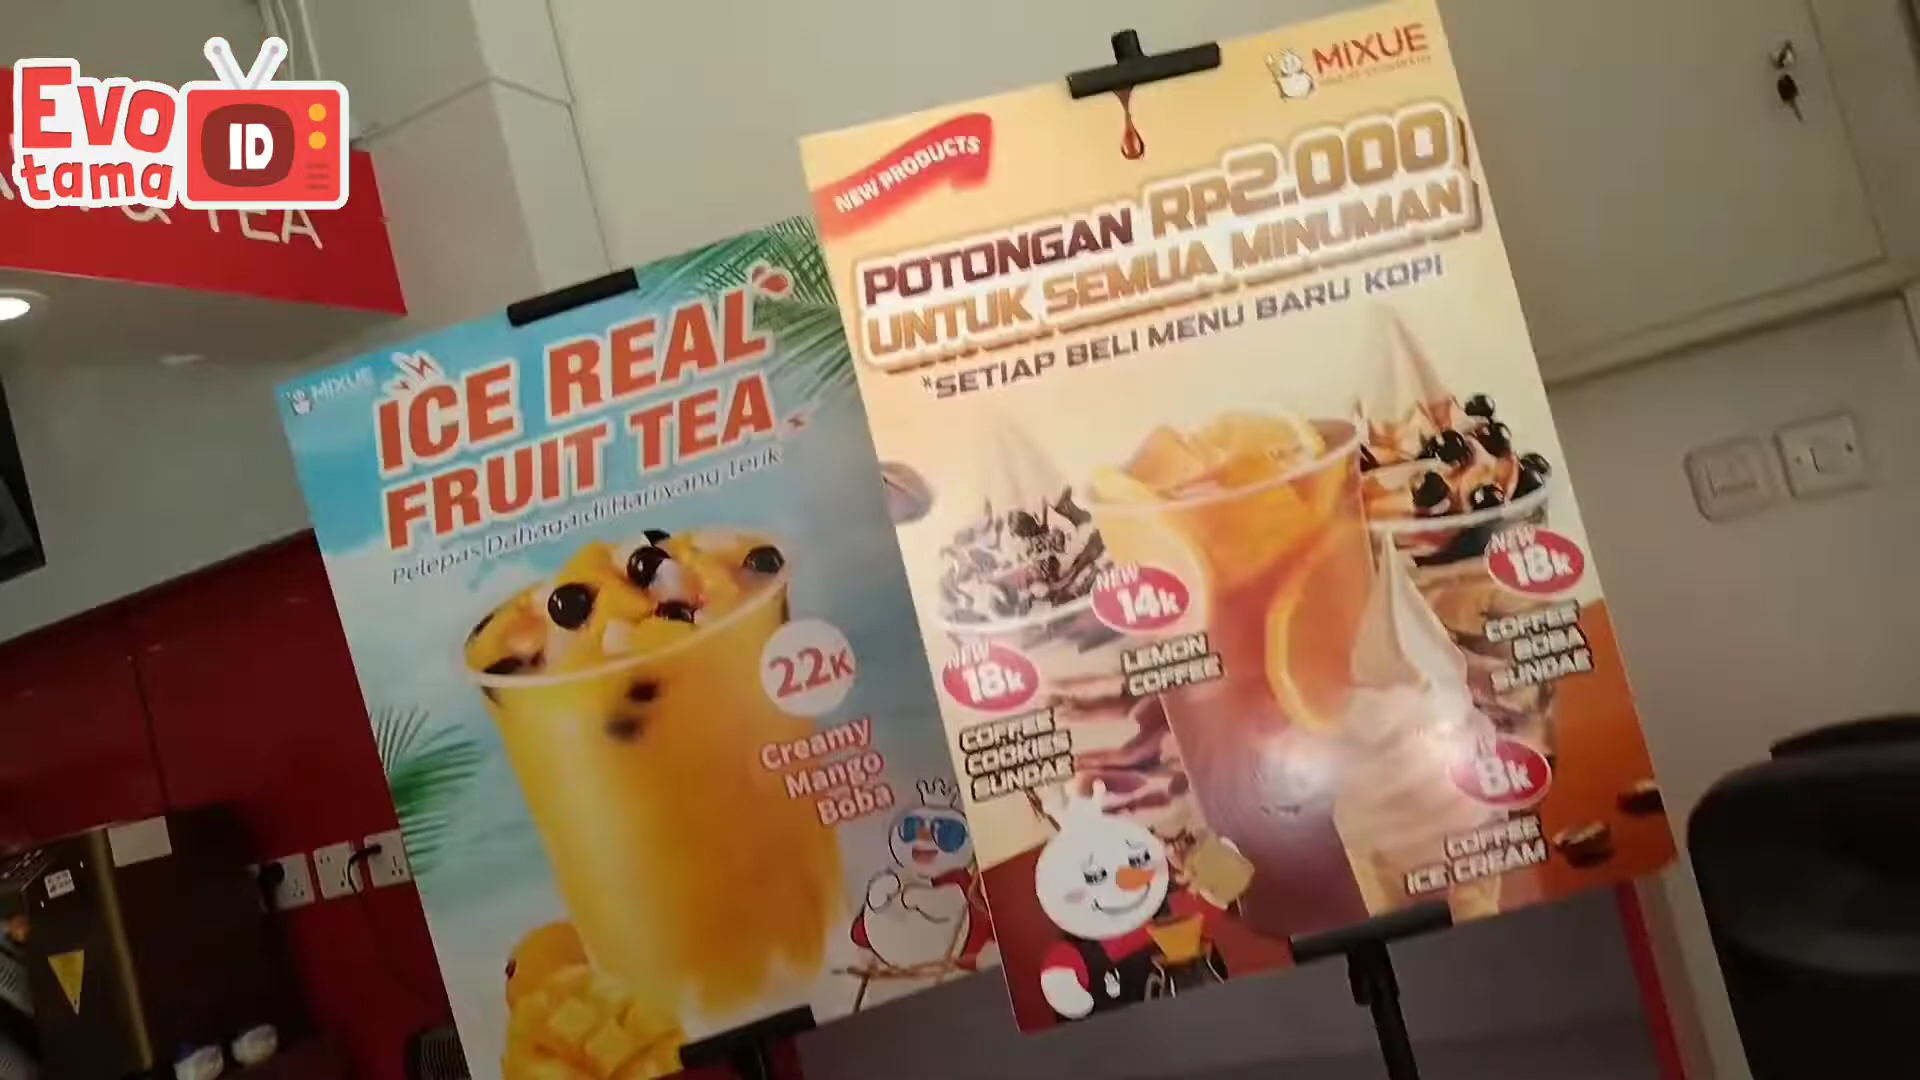 Evo
tama
ID
& TEA
MIXUE
ICE REAL
FRUIT TEA
Pelepas Dahaga di Hari yang Terik
22K
Creamy
Mango
Boba
MIXUE
NEW PRODUCTS
POTONGAN RP2.000
UNTUK SEMUA MINUMAN
*SETIAP BELI MENU BARU KOPI
NEW
18k
COFFEE
COOKIES
SUNDAE
NEW
14k
LEMON
COFFEE
NEW
18k
COFFEE
BOBA
SUNDAE
8k
COFFEE
ICE CREAM